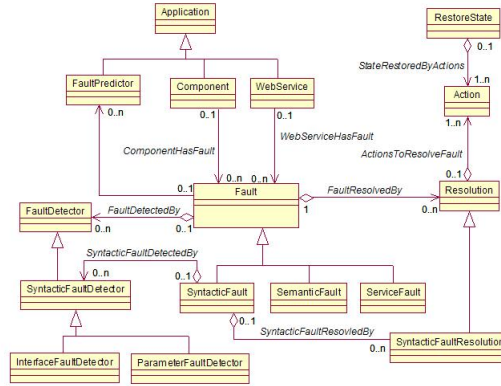 Application
RestoreState
0..1
StateRestoredByActions
FaultPredictor
Component
WebService
Action
0..n
0..1
0..1
1..n
1..n
WebServiceHasFault
ComponentHasFault
ActionsToResolveFault
0..n
0..n
0..1
0..1
Fault
FaultResolvedBy
Resolution
1
0..n
FaultDetector
FaultDetectedBy
0..1
0..n
SyntacticFaultDetectedBy
0..n
0..1
SyntacticFaultDetector
SyntacticFault
SemanticFault
ServiceFault
0..1
SyntacticFaultResovledBy
0..n
SyntacticFaultResolution
InterfaceFaultDetector
ParameterFaultDetector